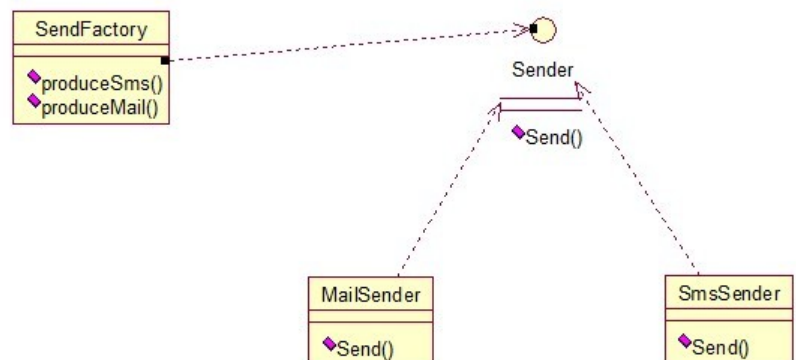 SendFactory
produceSms()
produceMail()
Sender
Send()
MailSender
Send()
SmsSender
Send()